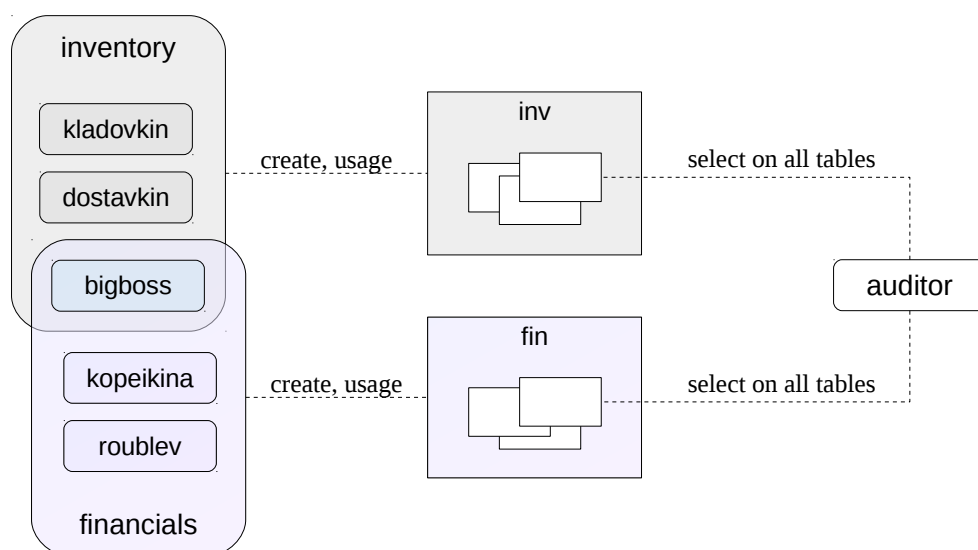 inventory
kladovkin
dostavkin
bigboss
kopeikina
roublev
financials
create, usage
create, usage
inv
fin
select on all tables
select on all tables
auditor